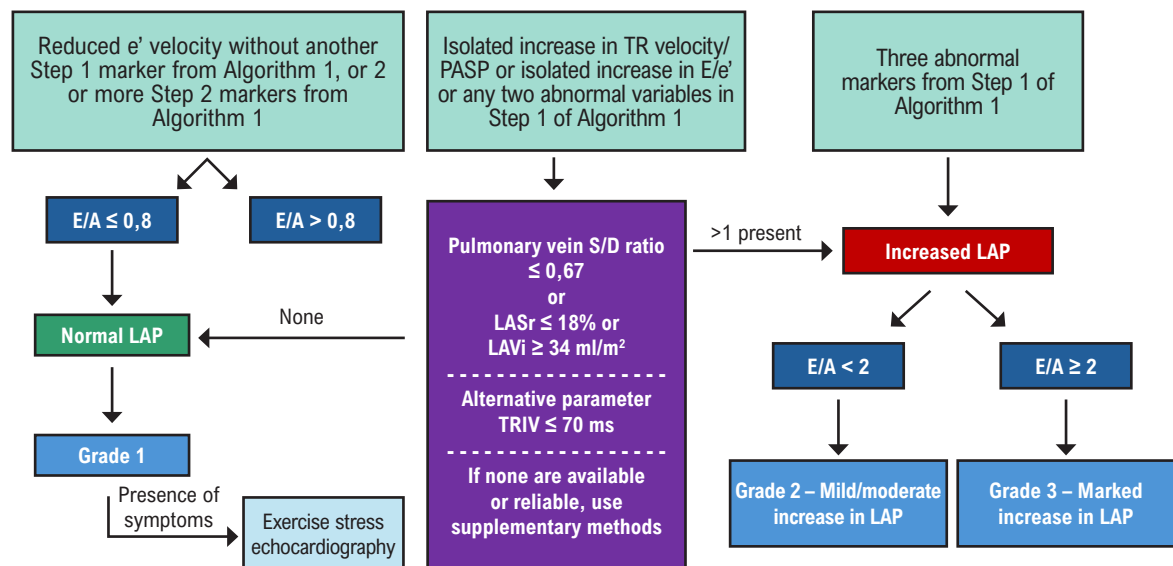 Reduced e’ velocity without another
Step 1 marker from Algorithm 1, or 2
or more Step 2 markers from
Algorithm 1
Isolated increase in TR velocity/
PASP or isolated increase in E/e’
or any two abnormal variables in
Step 1 of Algorithm 1
Three abnormal
markers from Step 1 of
Algorithm 1
E/A ≤ 0,8
E/A > 0,8
Pulmonary vein S/D ratio
≤ 0,67
or
LASr ≤ 18% or
LAVi ≥ 34 ml/m²
Alternative parameter
TRIV ≤ 70 ms
If none are available
or reliable, use
supplementary methods
>1 present
Increased LAP
None
Normal LAP
E/A < 2
E/A ≥ 2
Grade 1
Grade 2 – Mild/moderate
increase in LAP
Grade 3 – Marked
increase in LAP
Presence of
symptoms
Exercise stress
echocardiography